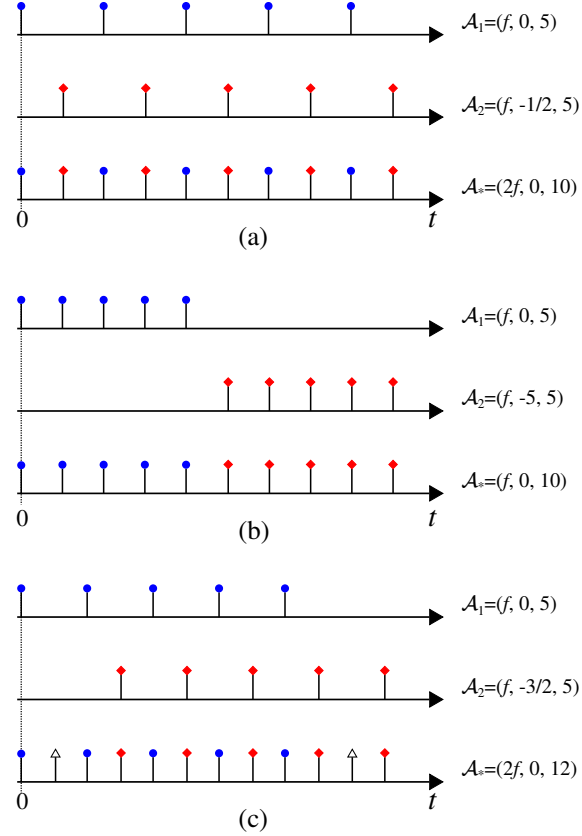 𝒜₁=(f, 0, 5)
𝒜₂=(f, -1/2, 5)
𝒜*=(2f, 0, 10)
0 t
(a)
𝒜₁=(f, 0, 5)
𝒜₂=(f, -5, 5)
𝒜*=(f, 0, 10)
0 t
(b)
𝒜₁=(f, 0, 5)
𝒜₂=(f, -3/2, 5)
𝒜*=(2f, 0, 12)
0 t
(c)